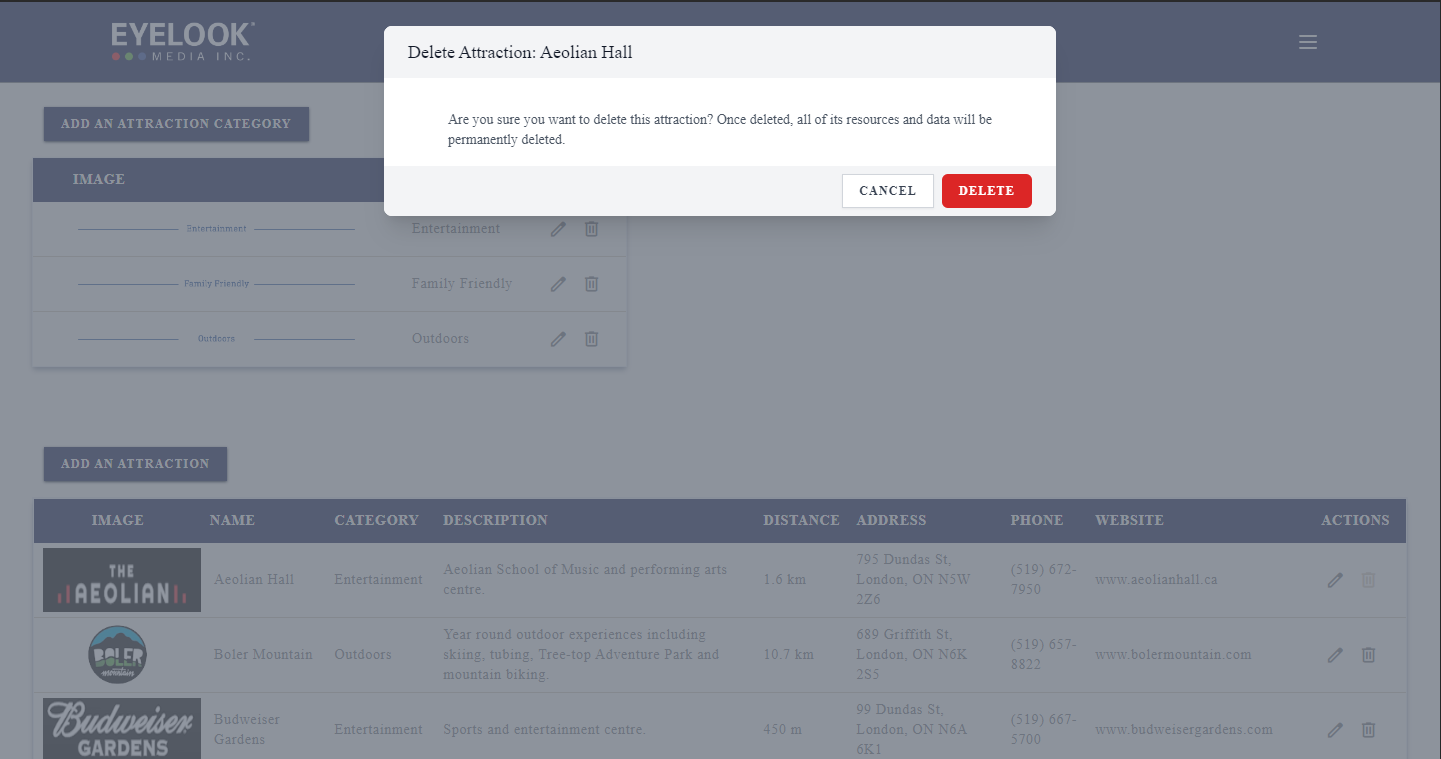 EYELOOK
MEDIA INC.
Delete Attraction: Aeolian Hall
Are you sure you want to delete this attraction? Once deleted, all of its resources and data will be
permanently deleted.
CANCEL
DELETE
ADD AN ATTRACTION CATEGORY
IMAGE
Entertainment
Entertainment
Family Friendly
Family Friendly
Outdoors
Outdoors
ADD AN ATTRACTION
IMAGE NAME CATEGORY DESCRIPTION DISTANCE ADDRESS PHONE WEBSITE ACTIONS
THE
AEOLIAN
Aeolian Hall
Entertainment
Aeolian School of Music and performing arts
centre.
1.6 km
795 Dundas St,
London, ON N5W
2Z6
(519) 672-
7950
www.aeolianhall.ca
BOLER
mountain
Boler Mountain
Outdoors
Year round outdoor experiences including
skiing, tubing, Tree-top Adventure Park and
mountain biking.
10.7 km
689 Griffith St,
London, ON N6K
2S5
(519) 657-
8822
www.bolermountain.com
Budweiser
GARDENS
Budweiser
Gardens
Entertainment
Sports and entertainment centre.
450 m
99 Dundas St,
London, ON N6A
6K1
(519) 667-
5700
www.budweisergardens.com